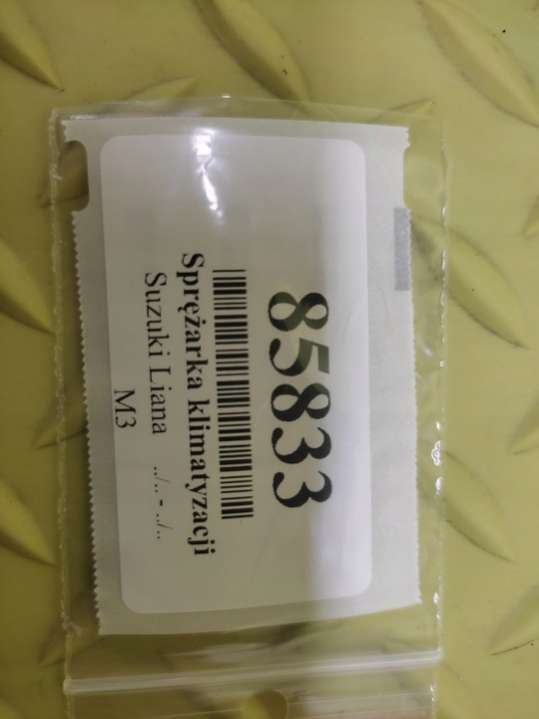 85833
Sprężarka klimatyzacji
Suzuki Liana ../.. - ../..
M3